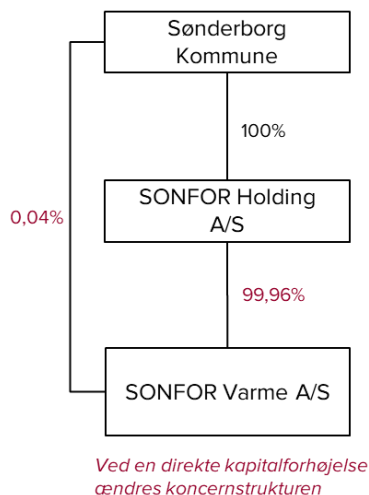 Sønderborg
Kommune
100%
SONFOR Holding
A/S
0,04%
99,96%
SONFOR Varme A/S
Ved en direkte kapitalforhøjelse
ændres koncernstrukturen